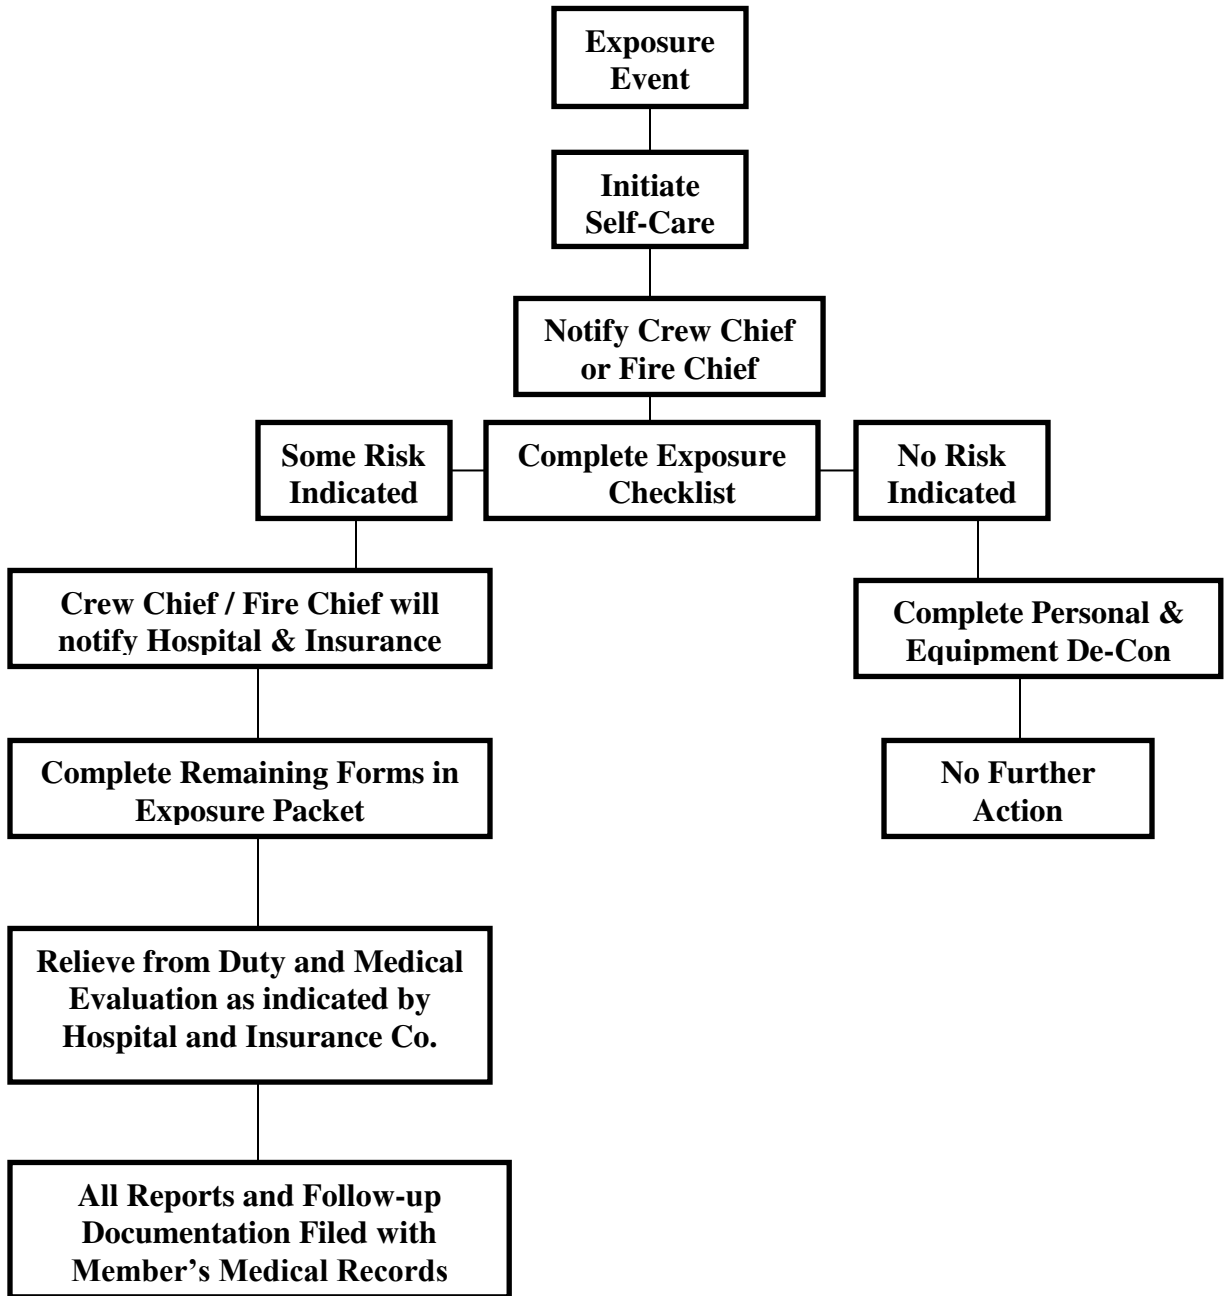 Exposure
Event
Initiate
Self-Care
Notify Crew Chief
or Fire Chief
Some Risk
Indicated
Complete Exposure
Checklist
No Risk
Indicated
Crew Chief / Fire Chief will
notify Hospital & Insurance
Complete Personal &
Equipment De-Con
Complete Remaining Forms in
Exposure Packet
No Further
Action
Relieve from Duty and Medical
Evaluation as indicated by
Hospital and Insurance Co.
All Reports and Follow-up
Documentation Filed with
Member’s Medical Records